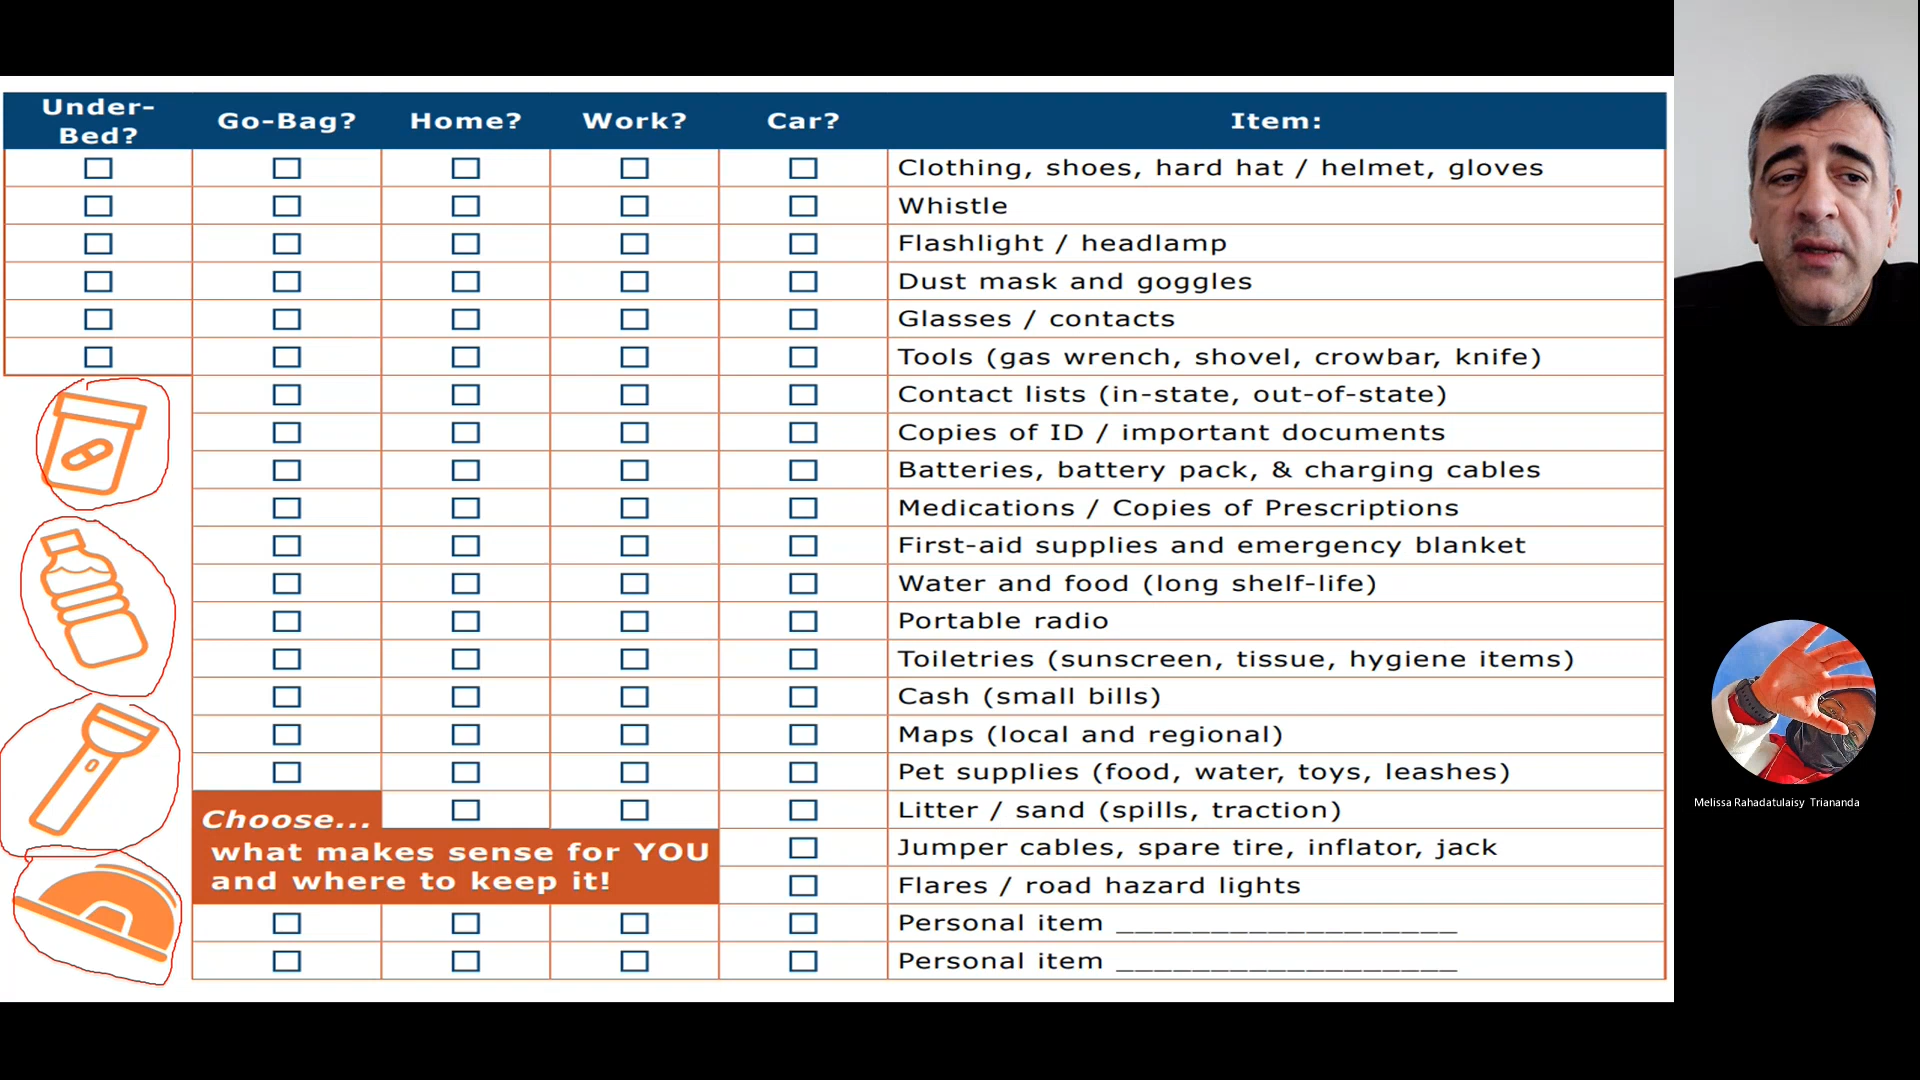 Under-
Bed?
Go-Bag?
Home?
Work?
Car?
Item:
Clothing, shoes, hard hat / helmet, gloves
Whistle
Flashlight / headlamp
Dust mask and goggles
Glasses / contacts
Tools (gas wrench, shovel, crowbar, knife)
Contact lists (in-state, out-of-state)
Copies of ID / important documents
Batteries, battery pack, & charging cables
Medications / Copies of Prescriptions
First-aid supplies and emergency blanket
Water and food (long shelf-life)
Portable radio
Toiletries (sunscreen, tissue, hygiene items)
Cash (small bills)
Maps (local and regional)
Pet supplies (food, water, toys, leashes)
Litter / sand (spills, traction)
Jumper cables, spare tire, inflator, jack
Flares / road hazard lights
Personal item __________________
Personal item __________________
Choose...
what makes sense for YOU
and where to keep it!
Melissa Rahadatulaisy Triananda